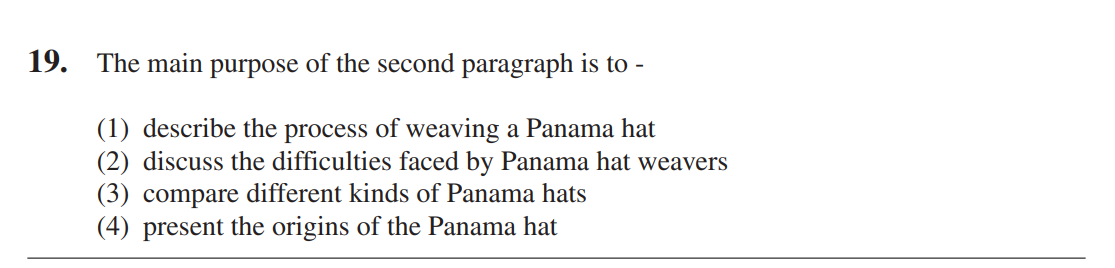 19. The main purpose of the second paragraph is to -
(1) describe the process of weaving a Panama hat
(2) discuss the difficulties faced by Panama hat weavers
(3) compare different kinds of Panama hats
(4) present the origins of the Panama hat